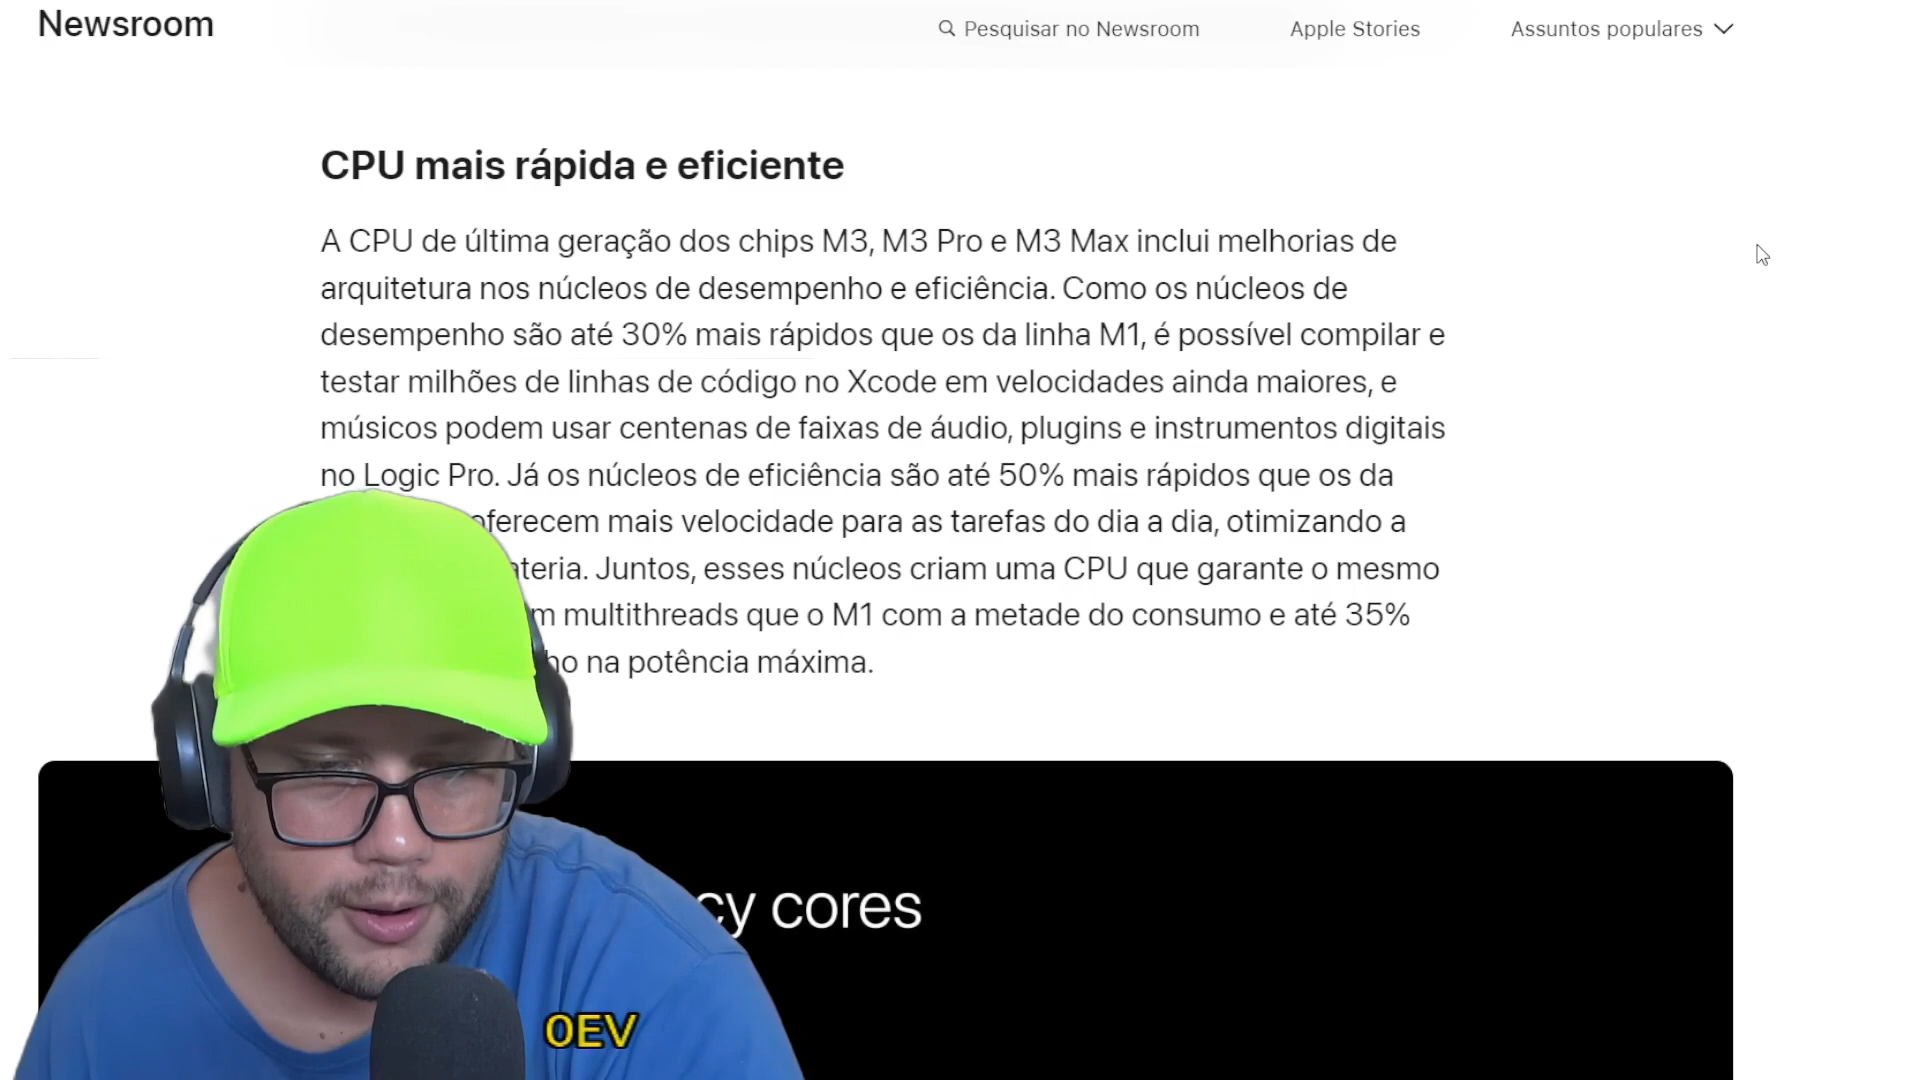 Newsroom
Pesquisar no Newsroom
Apple Stories
Assuntos populares
CPU mais rápida e eficiente
A CPU de última geração dos chips M3, M3 Pro e M3 Max inclui melhorias de
arquitetura nos núcleos de desempenho e eficiência. Como os núcleos de
desempenho são até 30% mais rápidos que os da linha M1, é possível compilar e
testar milhões de linhas de código no Xcode em velocidades ainda maiores, e
músicos podem usar centenas de faixas de áudio, plugins e instrumentos digitais
no Logic Pro. Já os núcleos de eficiência são até 50% mais rápidos que os da
oferecem mais velocidade para as tarefas do dia a dia, otimizando a
Juntos, esses núcleos criam uma CPU que garante o mesmo
multithreads que o M1 com a metade do consumo e até 35%
na potência máxima.
cores
0EV